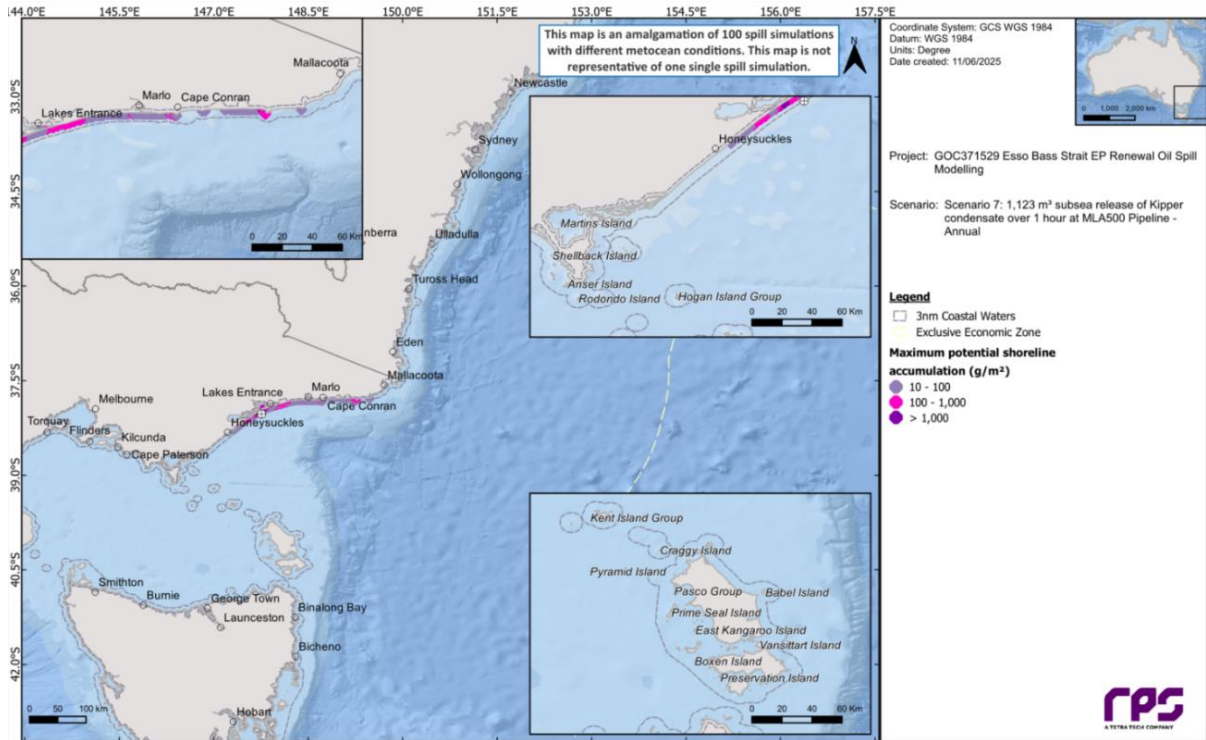 144.0°E 145.5°E 147.0°E 148.5°E 150.0°E 151.5°E 153.0°E 154.5°E 156.0°E 157.5°E
This map is an amalgamation of 100 spill simulations
with different metocean conditions. This map is not
representative of one single spill simulation.
N
Coordinate System: GCS WGS 1984
Datum: WGS 1984
Units: Degree
Date created: 11/06/2025
0 1,000 2,000 km
Project: GOC371529 Esso Bass Strait EP Renewal Oil Spill
Modelling
Scenario: Scenario 7: 1,123 m³ subsea release of Kipper
condensate over 1 hour at MLA500 Pipeline -
Annual
Legend
3nm Coastal Waters
Exclusive Economic Zone
Maximum potential shoreline
accumulation (g/m²)
10 - 100
100 - 1,000
> 1,000
rps
A TETRA TECH COMPANY
33.0°S
34.5°S
36.0°S
37.5°S
39.0°S
40.5°S
42.0°S
Mallacoota
Marlo
Cape Conran
Lakes Entrance
0 20 40 60 Km
Newcastle
Sydney
Wollongong
nberra
Ulladulla
Tuross Head
Eden
Mallacoota
Lakes Entrance
Marlo
Cape Conran
Honeysuckles
Melbourne
Torquay
Flinders
Kilcunda
Cape Paterson
Smithton
Burnie
George Town
Launceston
Binalong Bay
Bicheno
Hobart
0 50 100 km
Honeysuckles
Martins Island
Shellback Island
Anser Island
Rodondo Island
Hogan Island Group
0 20 40 60 Km
Kent Island Group
Craggy Island
Pyramid Island
Pasco Group
Babel Island
Prime Seal Island
East Kangaroo Island
Vansittart Island
Boxen Island
Preservation Island
0 20 40 60 Km